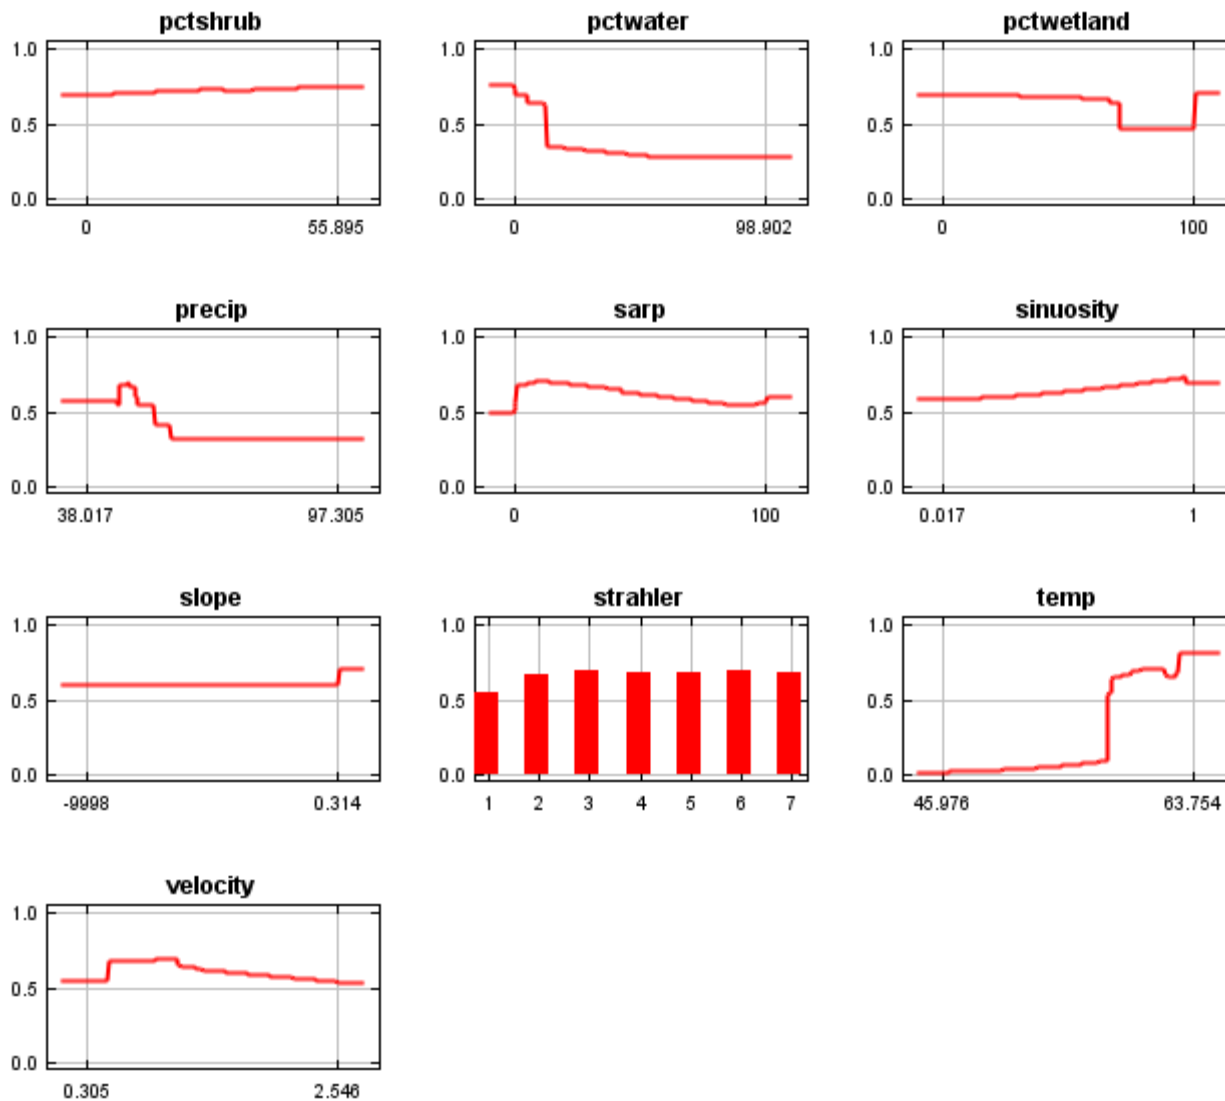 pctshrub pctwater pctwetland
1.0 1.0 1.0
0.5 0.5 0.5
0.0 0.0 0.0
0 55.895 0 98.902 0 100
precip sarp sinuosity
1.0 1.0 1.0
0.5 0.5 0.5
0.0 0.0 0.0
38.017 97.305 0 100 0.017 1
slope strahler temp
1.0 1.0 1.0
0.5 0.5 0.5
0.0 0.0 0.0
-9998 0.314 1 2 3 4 5 6 7 45.976 63.754
velocity
1.0
0.5
0.0
0.305 2.546